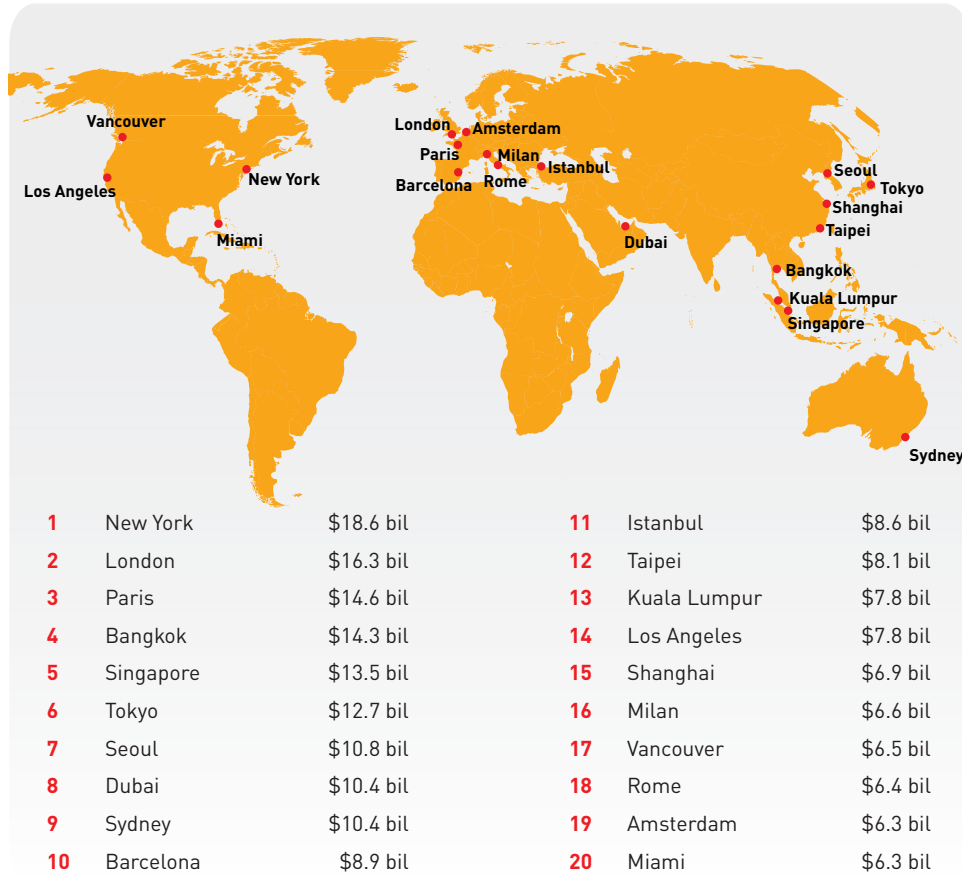 Vancouver
London
Amsterdam
Paris
Milan
Istanbul
Seoul
Los Angeles
New York
Barcelona
Rome
Tokyo
Shanghai
Miami
Dubai
Taipei
Bangkok
Kuala Lumpur
Singapore
Sydney
1 New York $18.6 bil
2 London $16.3 bil
3 Paris $14.6 bil
4 Bangkok $14.3 bil
5 Singapore $13.5 bil
6 Tokyo $12.7 bil
7 Seoul $10.8 bil
8 Dubai $10.4 bil
9 Sydney $10.4 bil
10 Barcelona $8.9 bil
11 Istanbul $8.6 bil
12 Taipei $8.1 bil
13 Kuala Lumpur $7.8 bil
14 Los Angeles $7.8 bil
15 Shanghai $6.9 bil
16 Milan $6.6 bil
17 Vancouver $6.5 bil
18 Rome $6.4 bil
19 Amsterdam $6.3 bil
20 Miami $6.3 bil